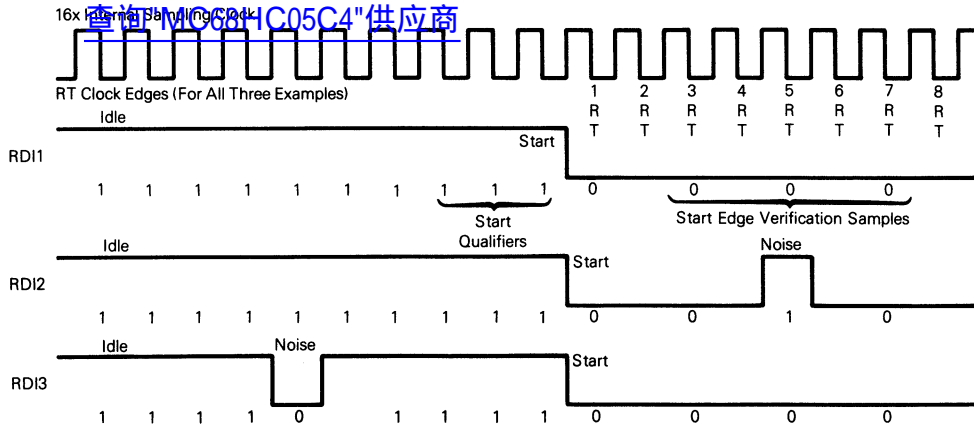 16x Internal Sampling Clock
查询"MC68HC05C4"供应商
RT Clock Edges (For All Three Examples)
1 2 3 4 5 6 7 8
R R R R R R R R
T T T T T T T T
Idle
Start
RDI1
1 1 1 1 1 1 1 1 1 1 0 0 0 0
Start
Qualifiers
Start Edge Verification Samples
Idle
Noise
Start
RDI2
1 1 1 1 1 1 1 1 1 1 0 0 1 0
Idle
Noise
Start
RDI3
1 1 1 1 0 1 1 1 1 0 0 0 0